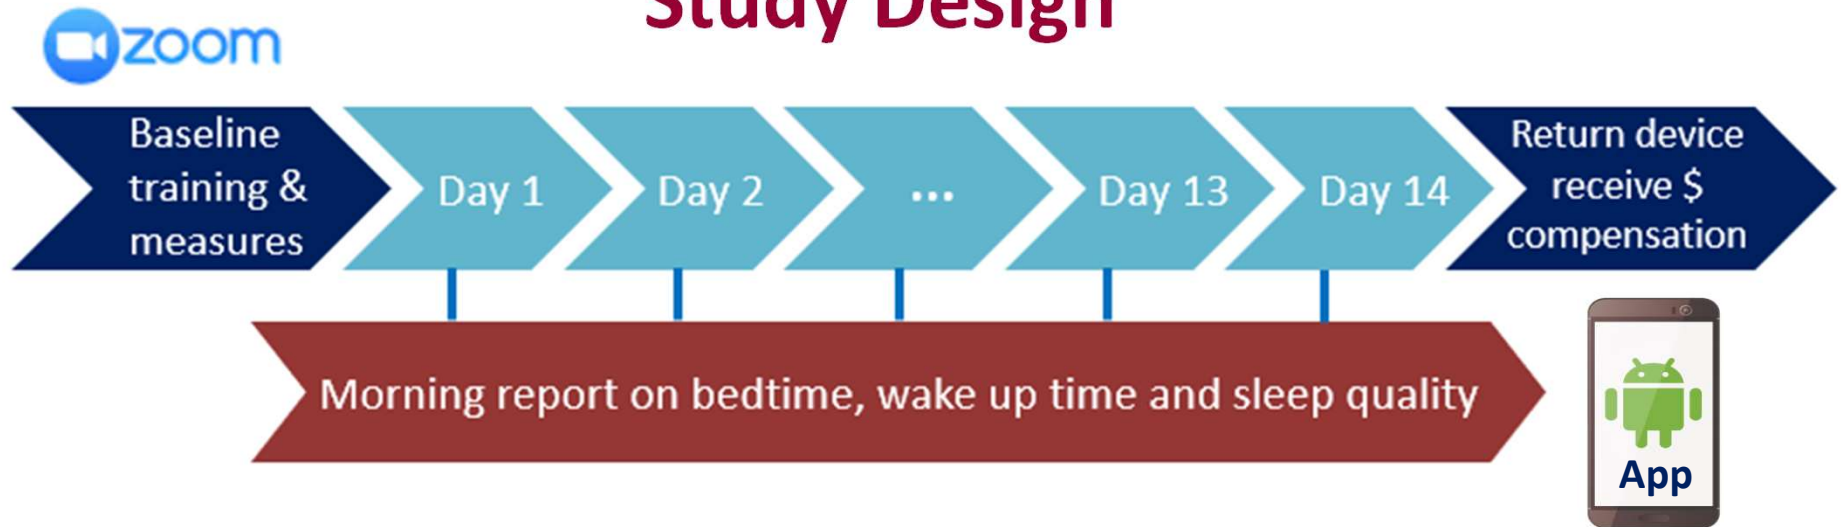 Study Design
zoom
Baseline
training &
measures
Day 1
Day 2
...
Day 13
Day 14
Return device
receive $
compensation
Morning report on bedtime, wake up time and sleep quality
App